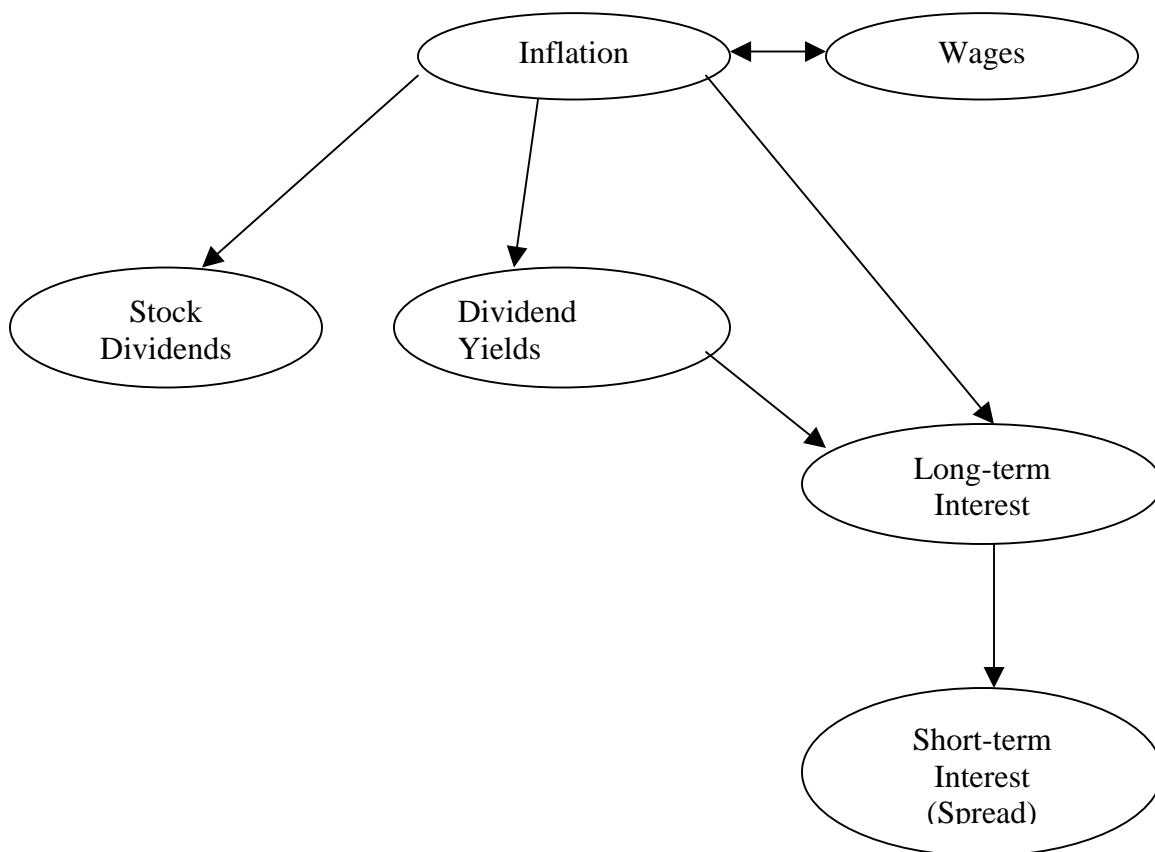 Inflation
Wages
Stock
Dividends
Dividend
Yields
Long-term
Interest
Short-term
Interest
(Spread)